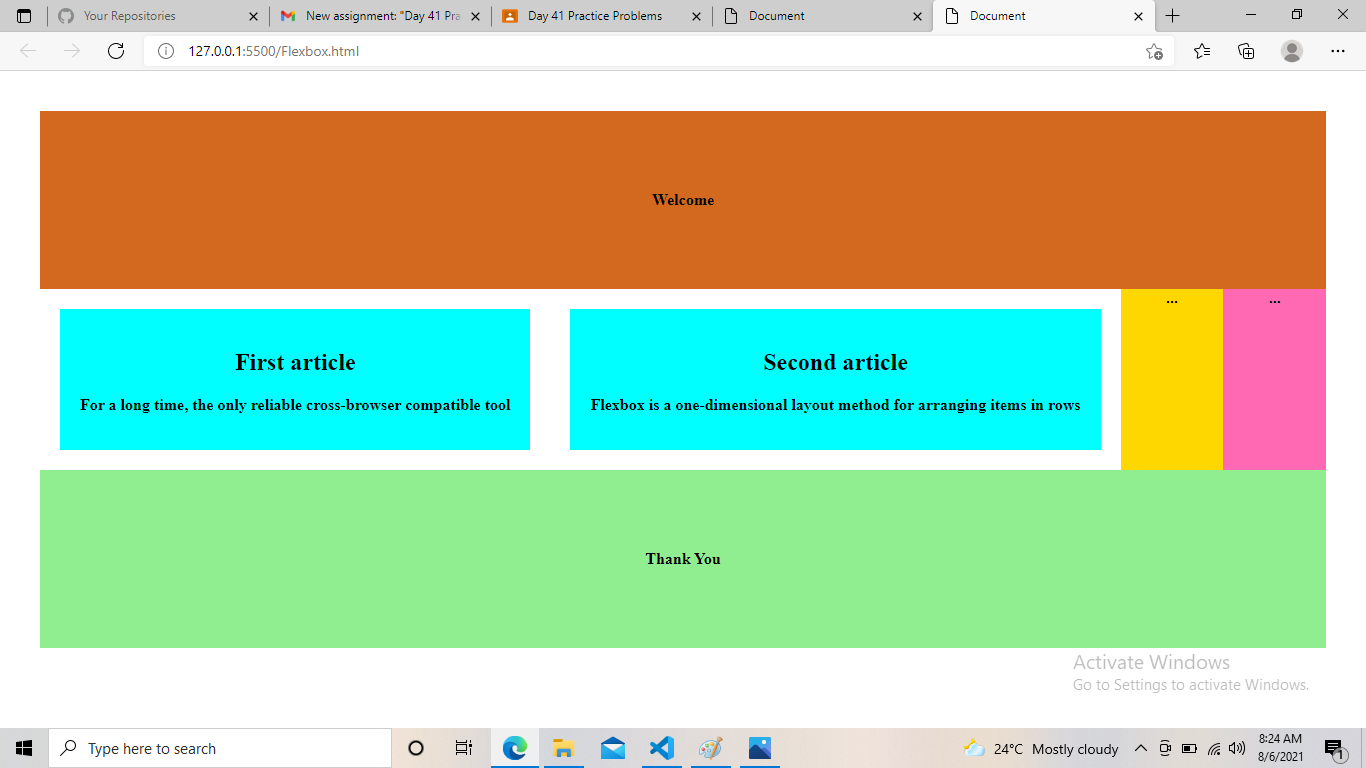 Your Repositories
New assignment: "Day 41 Pra
Day 41 Practice Problems
Document
Document
127.0.0.1:5500/Flexbox.html
Welcome
... ...
First article
For a long time, the only reliable cross-browser compatible tool
Second article
Flexbox is a one-dimensional layout method for arranging items in rows
Thank You
Activate Windows
Go to Settings to activate Windows.
Type here to search
24°C Mostly cloudy
8:24 AM
8/6/2021
1